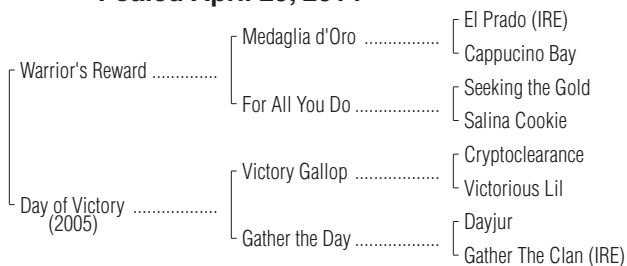 Foaled April
El Prado (IRE)
Medaglia d'Oro ..................
Cappucino Bay
Warrior's Reward .............
Seeking the Gold
For All You Do ...................
Salina Cookie
Cryptoclearance
Victory Gallop ...................
Victorious Lil
Day of Victory .................
(2005)
Dayjur
Gather the Day ..................
Gather The Clan (IRE)